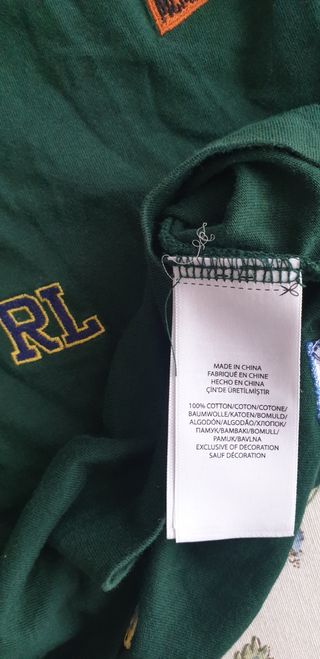 RL
MADE IN CHINA
FABRIQUÉ EN CHINE
HECHO EN CHINA
ÇİN'DE ÜRETİLMİŞTİR
100% COTTON/COTON/COTONE/
BAUMWOLLE/KATOEN/BOMULD/
ALGODÓN/ALGODÃO/ХЛОПОК/
ΠΑΜΥΚ/BAMBAKI/BOMULL/
PAMUK/BAVLNA
EXCLUSIVE OF DECORATION
SAUF DÉCORATION